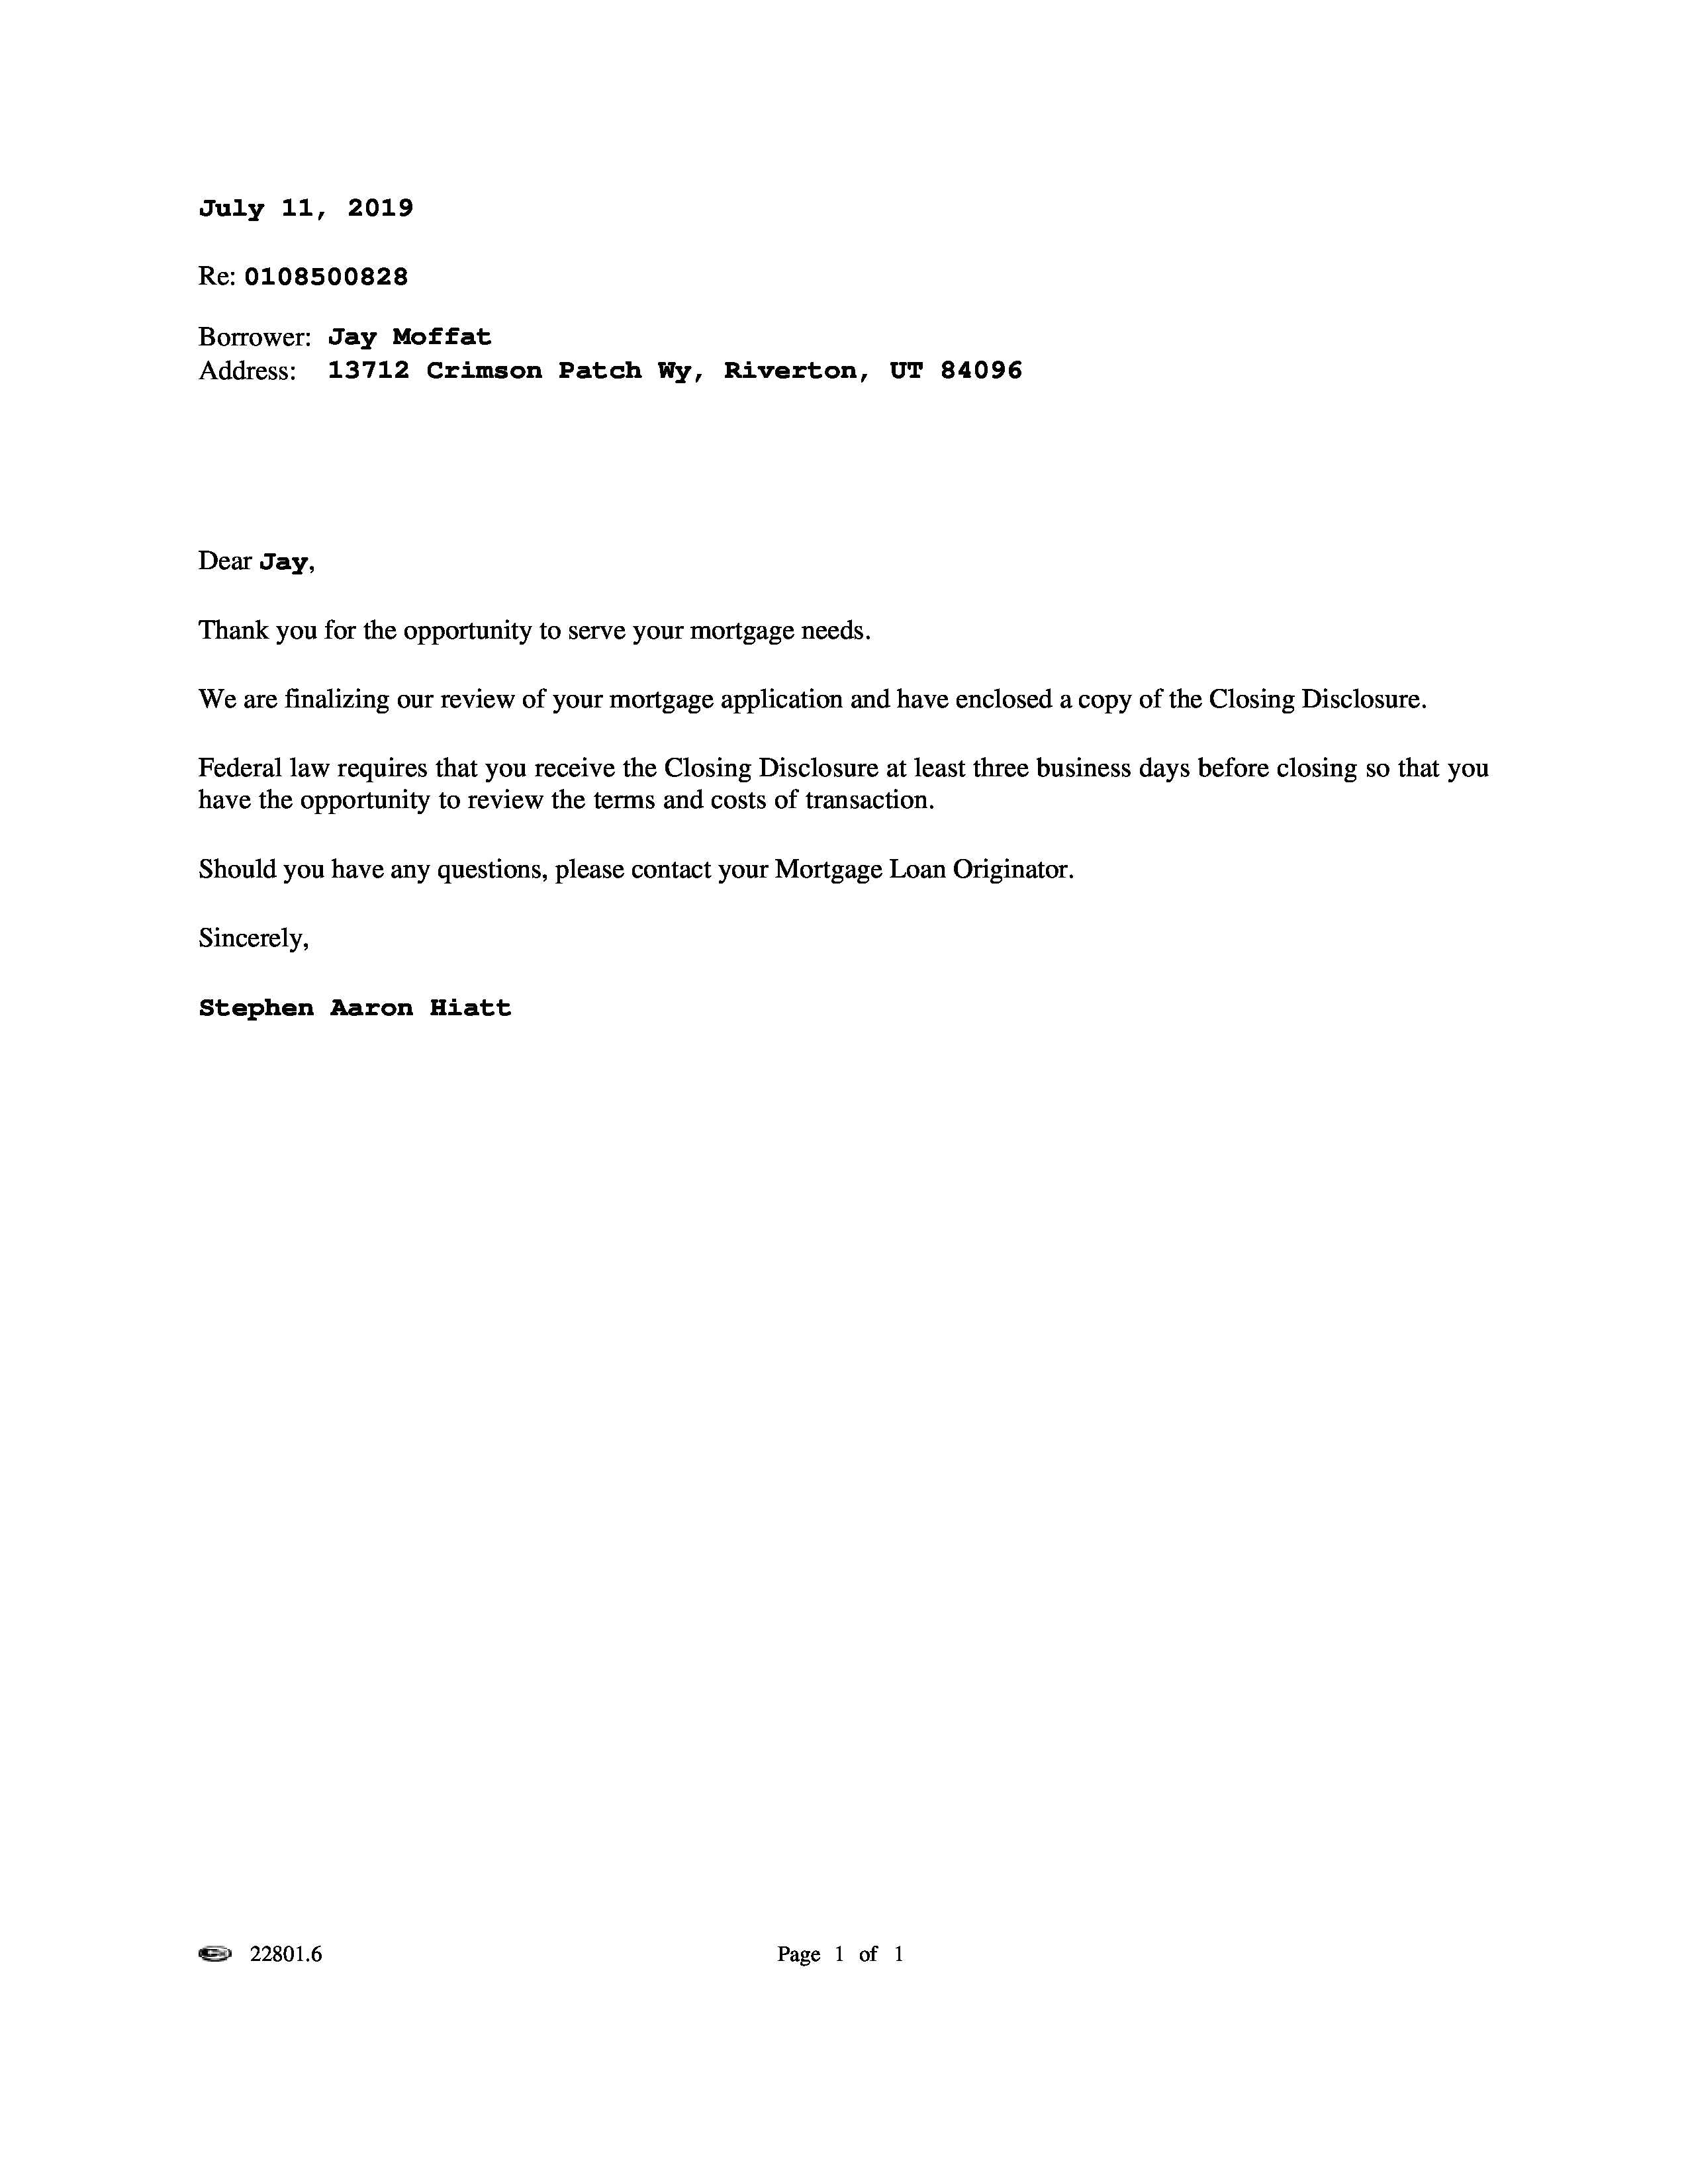 July 11, 2019
Re: 0108500828
Borrower: Jay Moffat
Address: 13712 Crimson Patch Wy, Riverton, UT 84096
Dear Jay,
Thank you for the opportunity to serve your mortgage needs.
We are finalizing our review of your mortgage application and have enclosed a copy of the Closing Disclosure.
Federal law requires that you receive the Closing Disclosure at least three business days before closing so that you
have the opportunity to review the terms and costs of transaction.
Should you have any questions, please contact your Mortgage Loan Originator.
Sincerely,
Stephen Aaron Hiatt
22801.6 Page 1 of 1